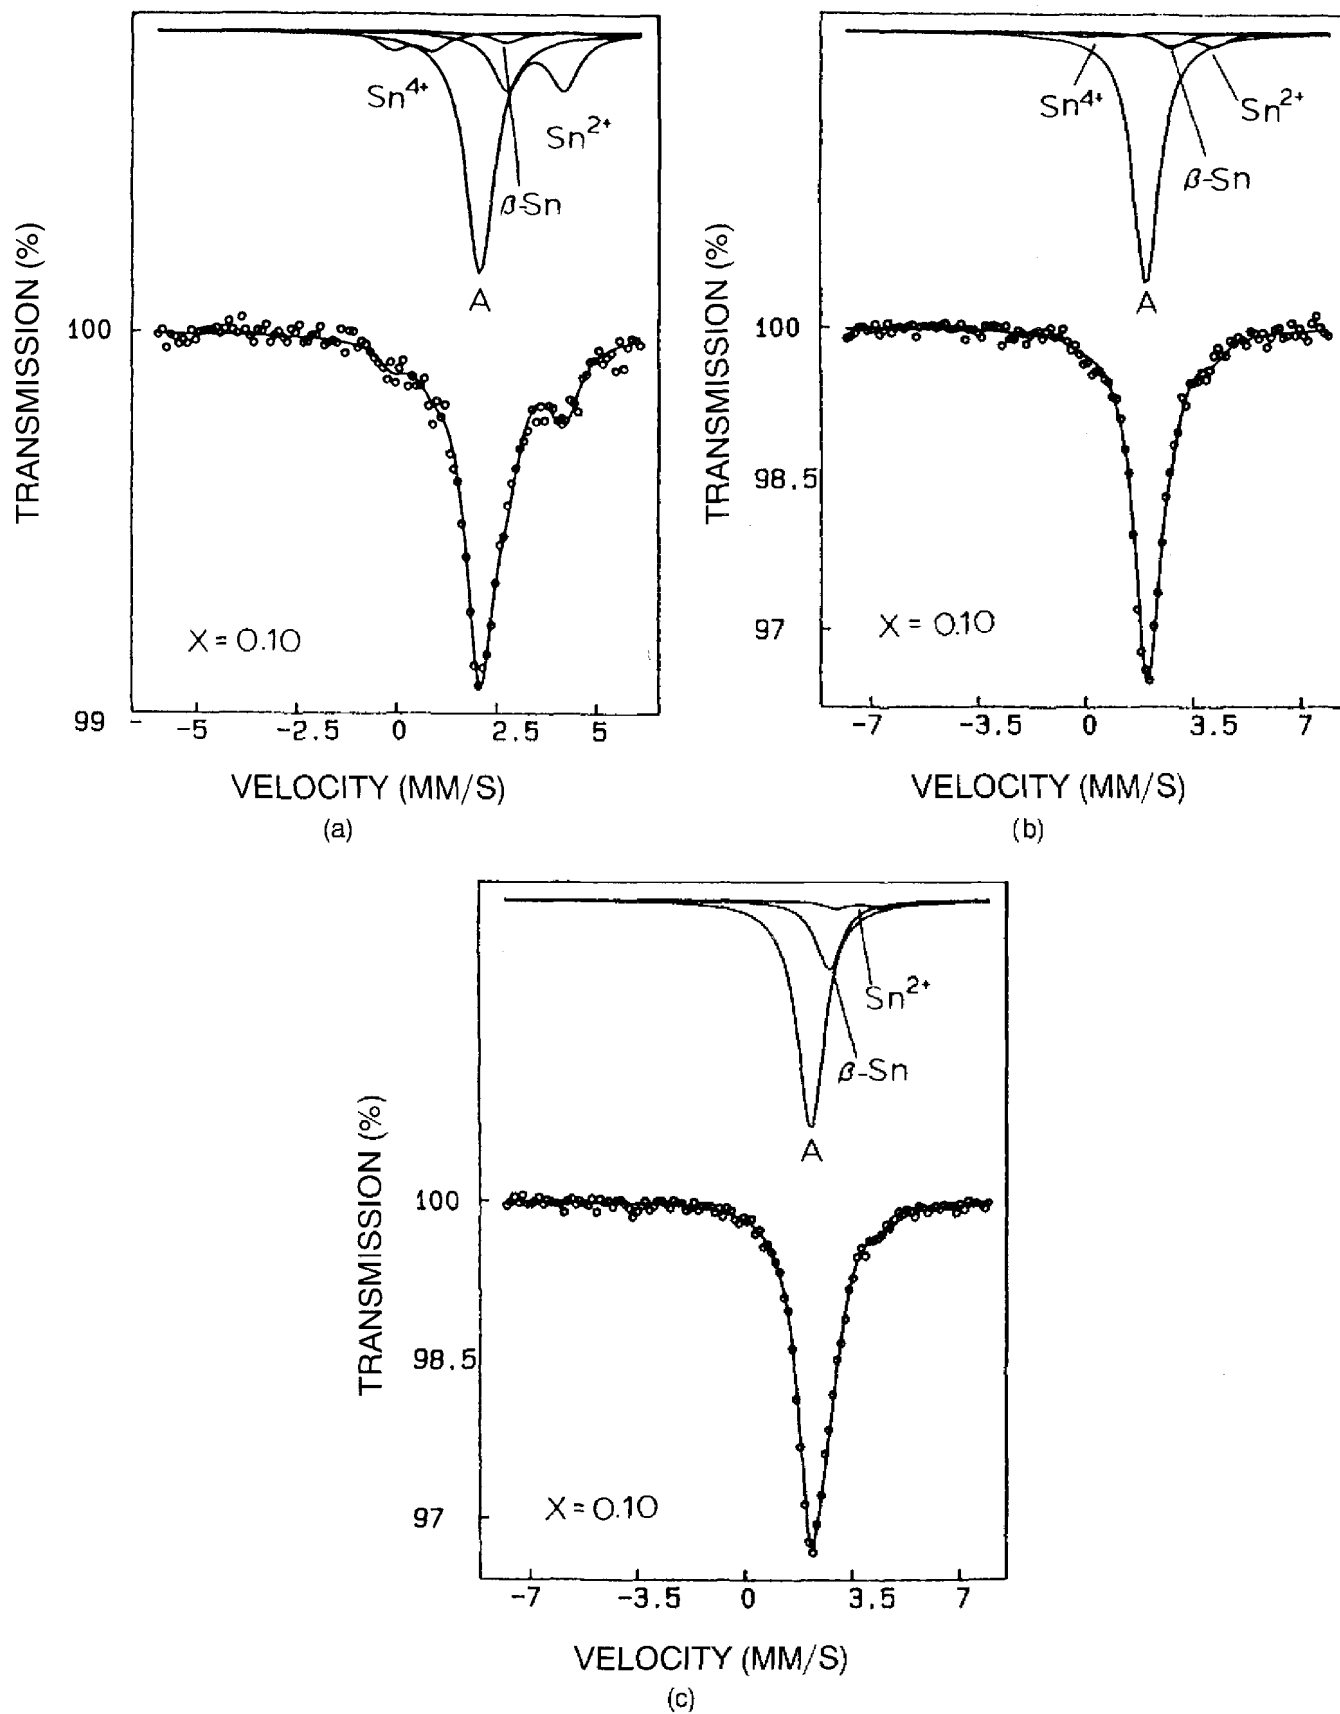 Sn4+
Sn2+
β-Sn
A
TRANSMISSION (%)
100
99
X = 0.10
-5
-2.5
0
2.5
5
VELOCITY (MM/S)
(a)
Sn4+
Sn2+
β-Sn
A
TRANSMISSION (%)
100
98.5
97
X = 0.10
-7
-3.5
0
3.5
7
VELOCITY (MM/S)
(b)
Sn2+
β-Sn
A
TRANSMISSION (%)
100
98.5
97
X = 0.10
-7
-3.5
0
3.5
7
VELOCITY (MM/S)
(c)